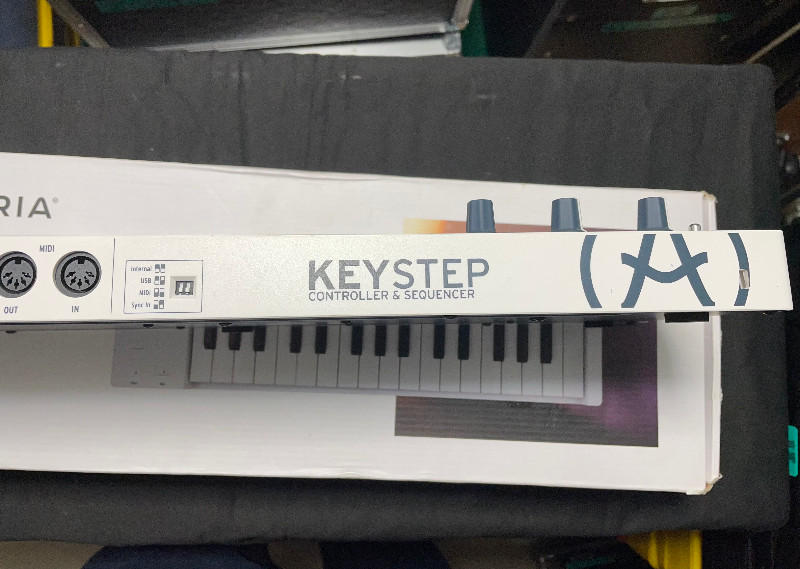 RIA®
MIDI
OUT
IN
Internal
USB
MIDI
Sync In
KEYSTEP
CONTROLLER & SEQUENCER
(A)